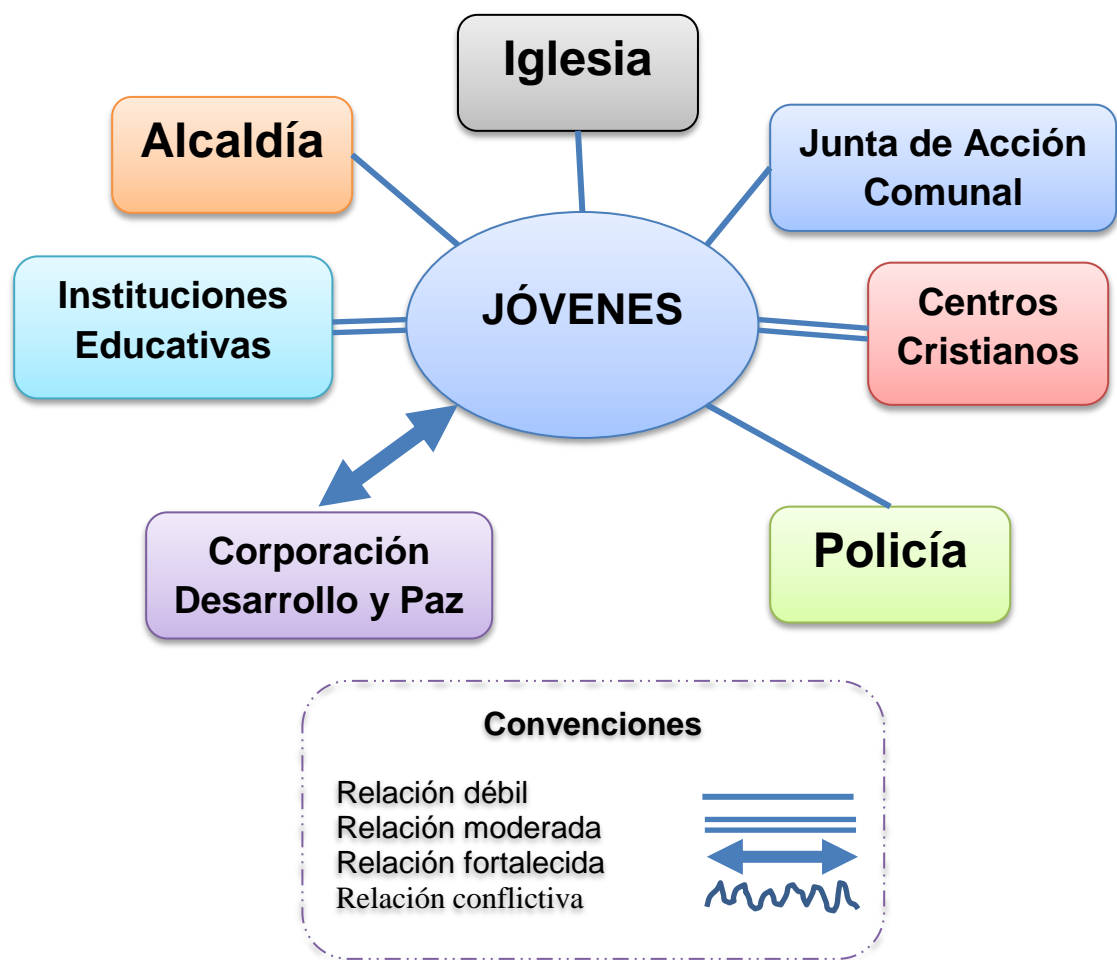 Iglesia
Alcaldía
Junta de Acción
Comunal
Instituciones
Educativas
JÓVENES
Centros
Cristianos
Corporación
Desarrollo y Paz
Policía
Convenciones
Relación débil
Relación moderada
Relación fortalecida
Relación conflictiva